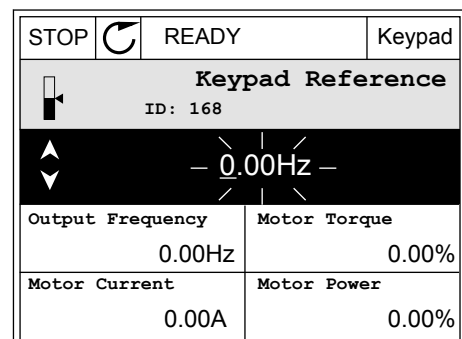 STOP READY Keypad
Keypad Reference
ID: 168
0.00Hz
Output Frequency Motor Torque
0.00Hz 0.00%
Motor Current Motor Power
0.00A 0.00%